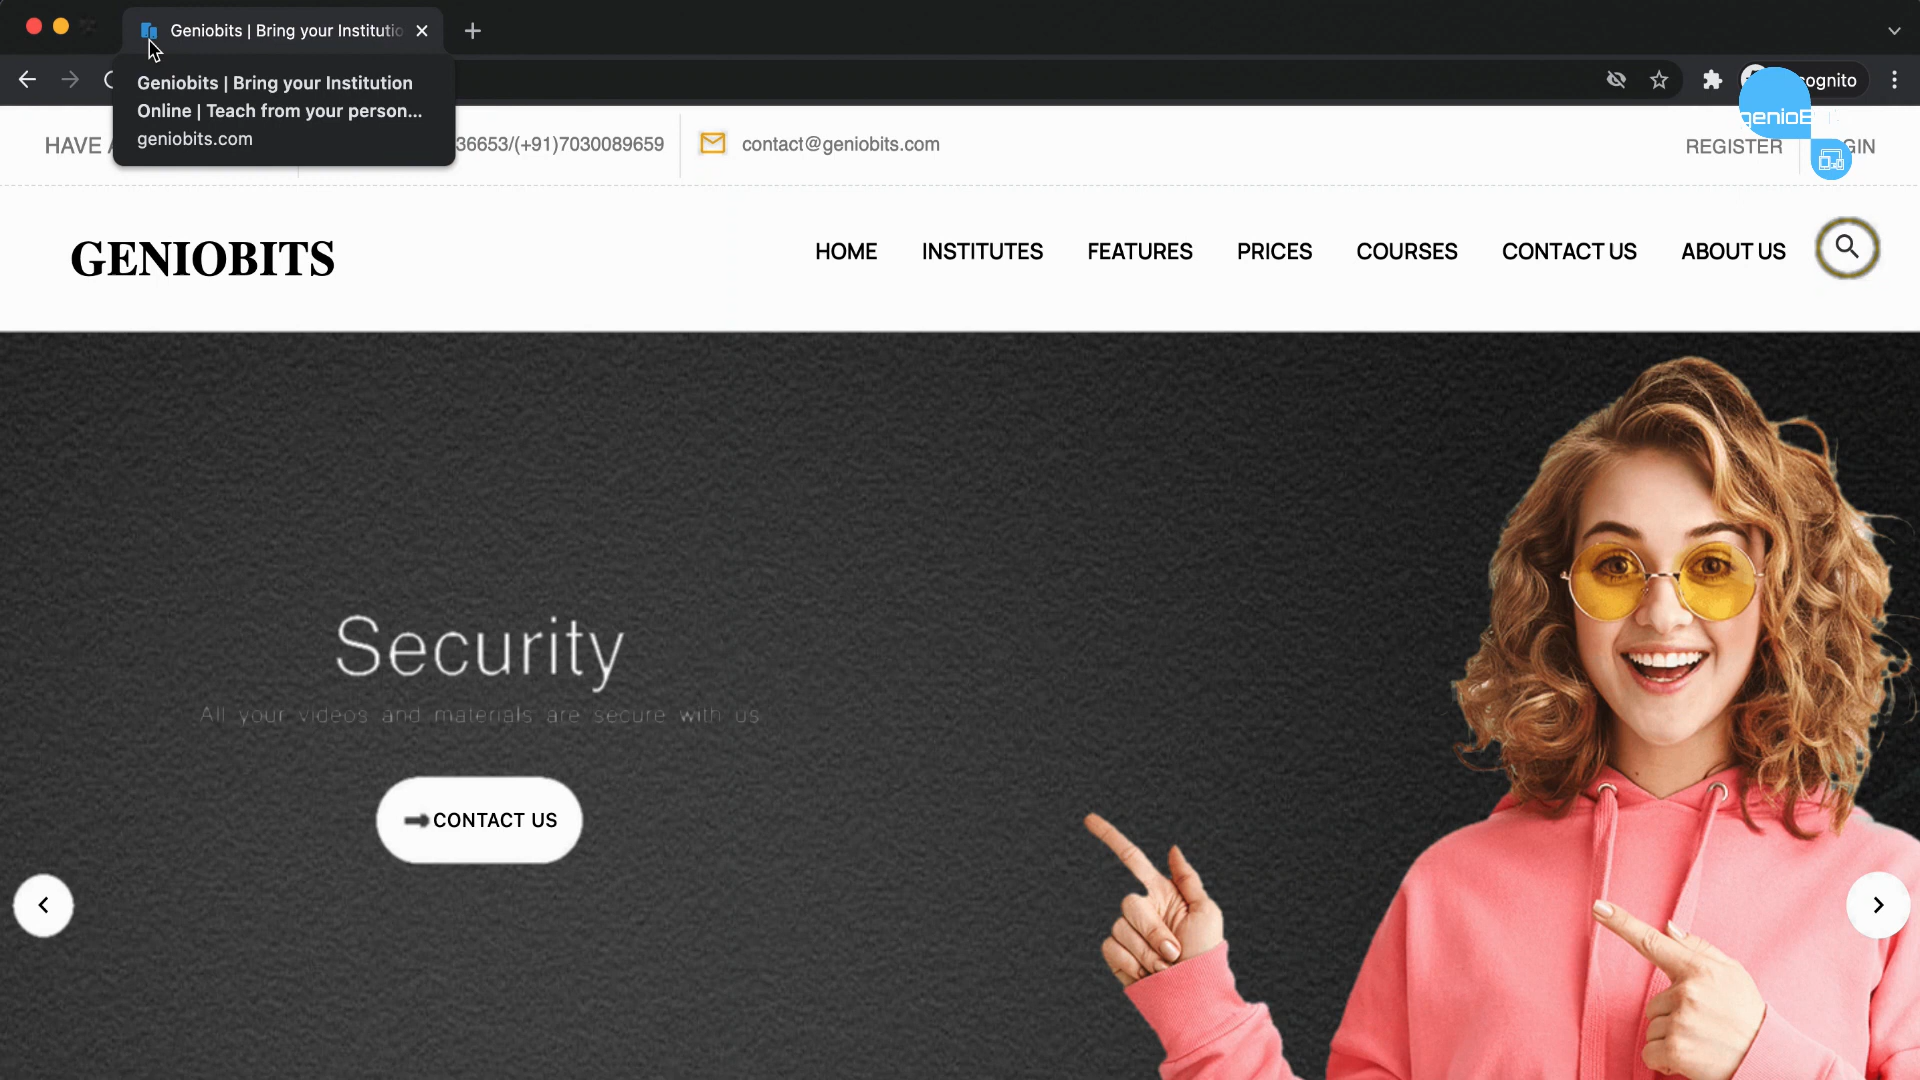 Geniobits | Bring your Institutio
Geniobits | Bring your Institution
Online | Teach from your person...
geniobits.com
ognito
genioB
HAVE
36653/(+91)7030089659
contact@geniobits.com
REGISTER
GIN
GENIOBITS
HOME
INSTITUTES
FEATURES
PRICES
COURSES
CONTACT US
ABOUT US
Security
All your videos and materials are secure with us
CONTACT US